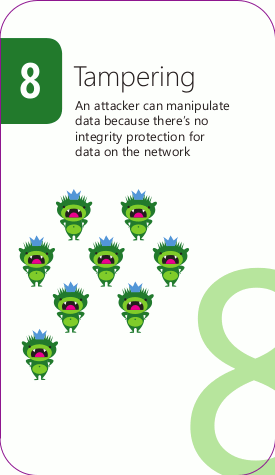 8
Tampering
An attacker can manipulate
data because there's no
integrity protection for
data on the network
8